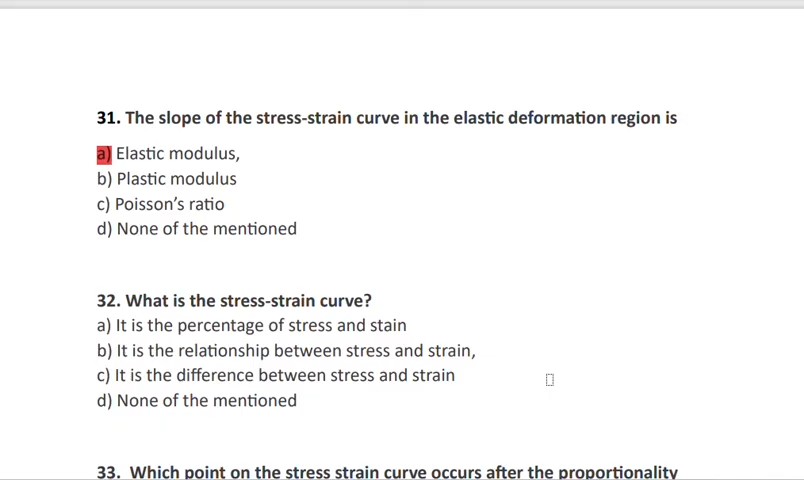 31. The slope of the stress-strain curve in the elastic deformation region is
a) Elastic modulus,
b) Plastic modulus
c) Poisson’s ratio
d) None of the mentioned
32. What is the stress-strain curve?
a) It is the percentage of stress and stain
b) It is the relationship between stress and strain,
c) It is the difference between stress and strain
d) None of the mentioned
33. Which point on the stress strain curve occurs after the proportionality